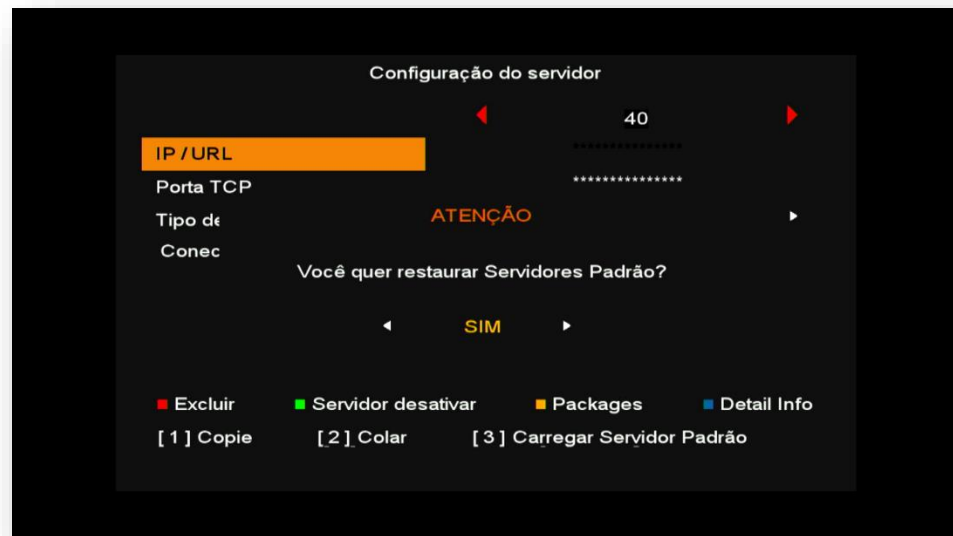 Configuração do servidor
40
IP / URL ***************
Porta TCP ***************
Tipo de
ATENÇÃO
Conec
Você quer restaurar Servidores Padrão?
SIM
Excluir Servidor desativar Packages Detail Info
[ 1 ] Copie [ 2 ] Colar [ 3 ] Carregar Servidor Padrão